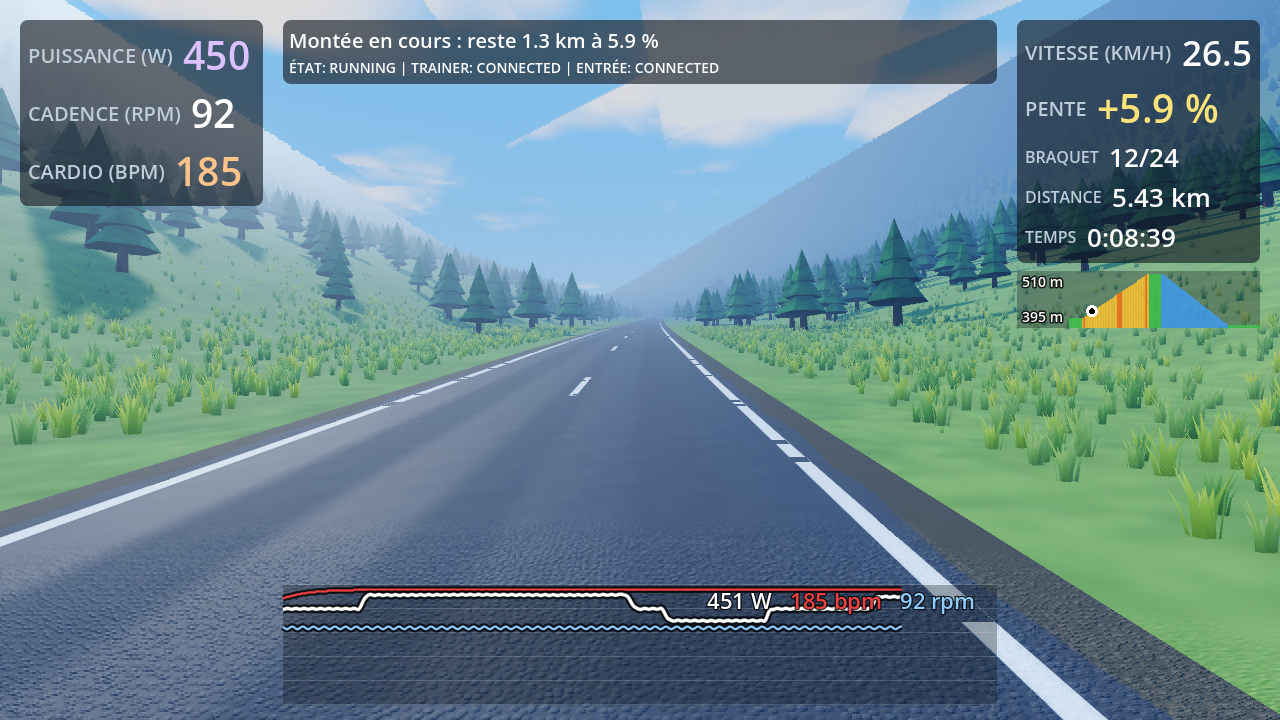 PUISSANCE (W) 450
CADENCE (RPM) 92
CARDIO (BPM) 185
Montée en cours : reste 1.3 km à 5.9 %
ÉTAT: RUNNING | TRAINER: CONNECTED | ENTRÉE: CONNECTED
VITESSE (KM/H) 26.5
PENTE +5.9 %
BRAQUET 12/24
DISTANCE 5.43 km
TEMPS 0:08:39
510 m
395 m
451 W 185 bpm 92 rpm